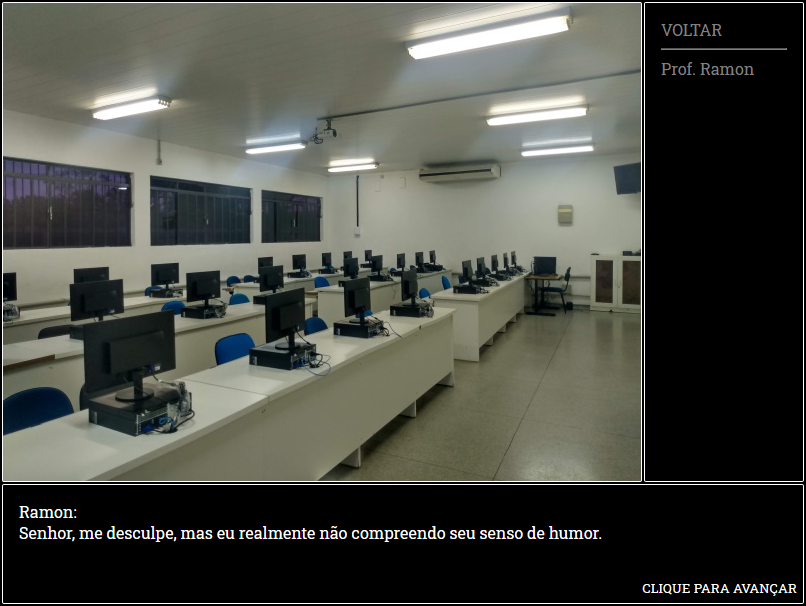 VOLTAR
Prof. Ramon
Ramon:
Senhor, me desculpe, mas eu realmente não compreendo seu senso de humor.
CLIQUE PARA AVANÇAR